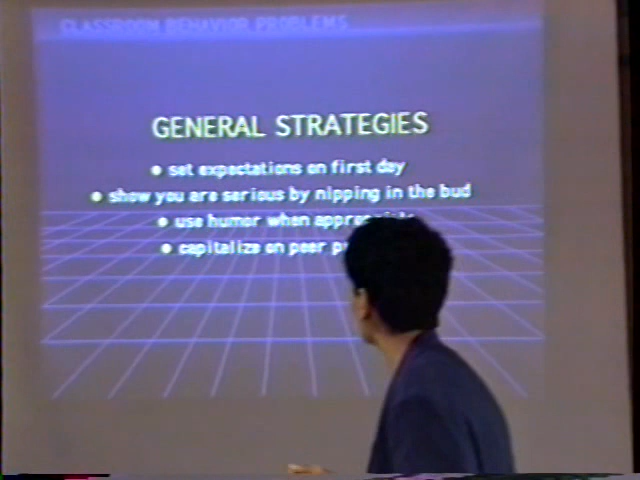 CLASSROOM BEHAVIOR PROBLEMS
GENERAL STRATEGIES
• set expectations on first day
• show you are serious by nipping in the bud
• use humor when appropriate
• capitalize on peer